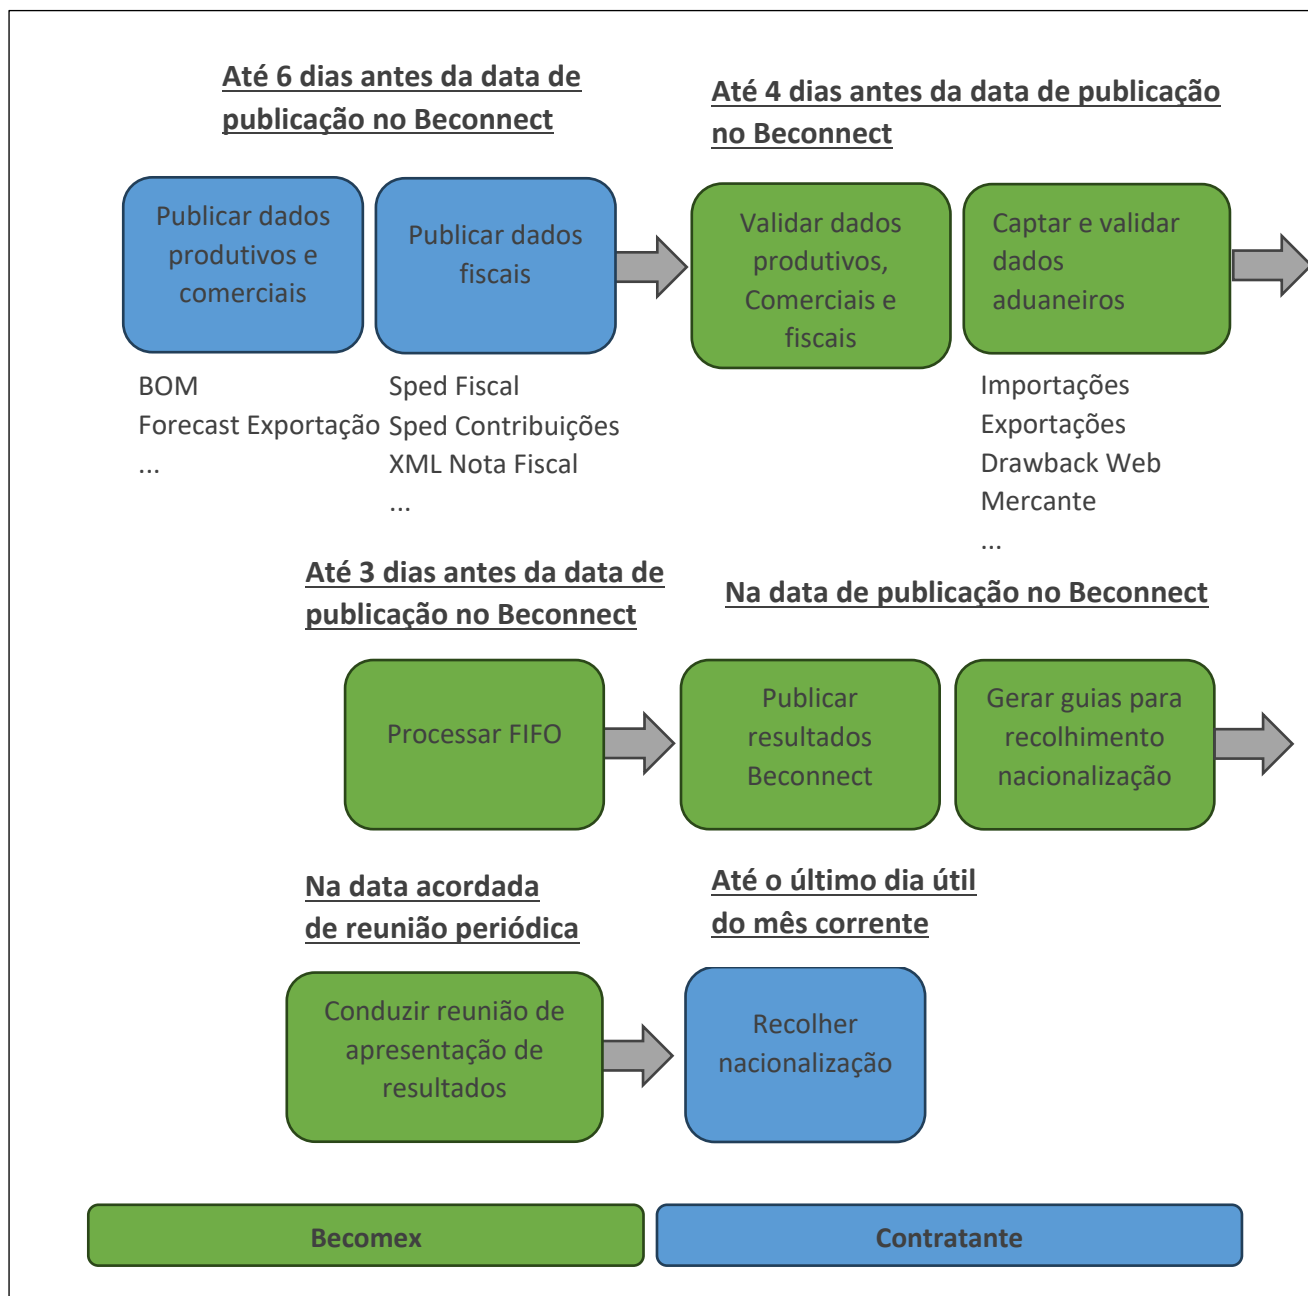 Até 6 dias antes da data de
publicação no Beconnect
Até 4 dias antes da data de publicação
no Beconnect
Publicar dados
produtivos e
comerciais
Publicar dados
fiscais
Validar dados
produtivos,
Comerciais e
fiscais
Captar e validar
dados
aduaneiros
BOM
Forecast Exportação
...
Sped Fiscal
Sped Contribuições
XML Nota Fiscal
...
Importações
Exportações
Drawback Web
Mercante
...
Até 3 dias antes da data de
publicação no Beconnect
Na data de publicação no Beconnect
Processar FIFO
Publicar
resultados
Beconnect
Gerar guias para
recolhimento
nacionalização
Na data acordada
de reunião periódica
Até o último dia útil
do mês corrente
Conduzir reunião de
apresentação de
resultados
Recolher
nacionalização
Becomex
Contratante